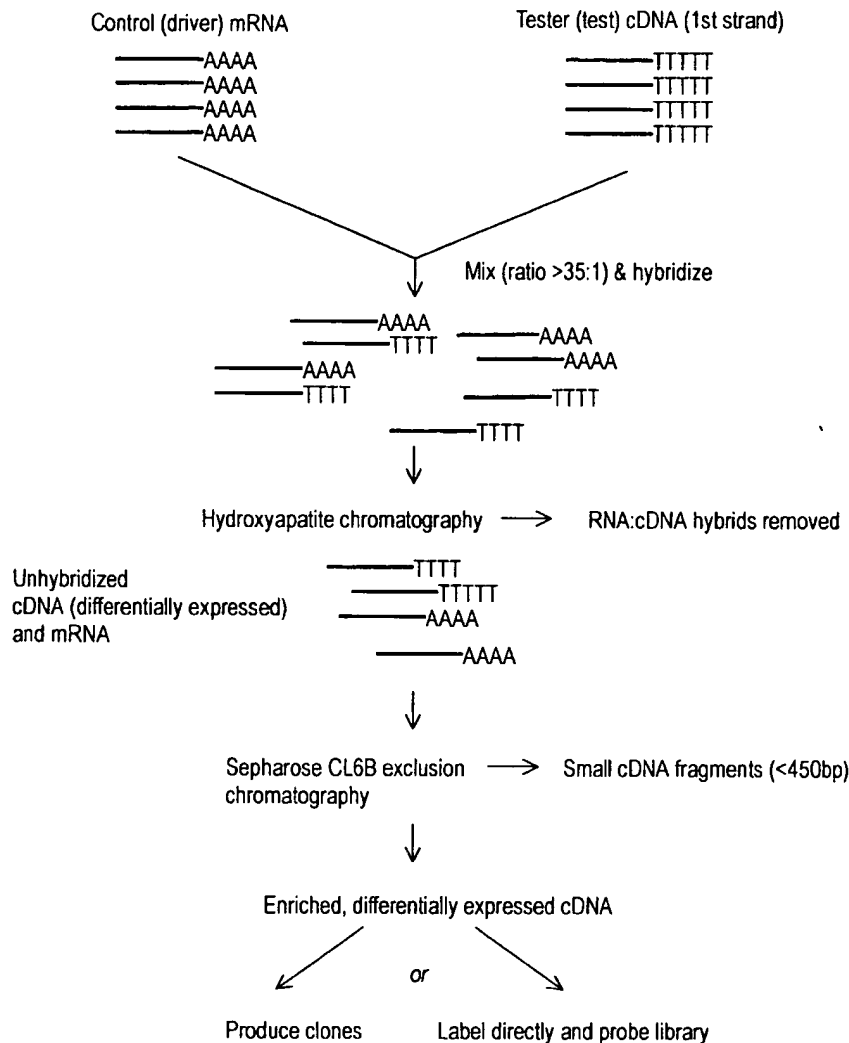 Control (driver) mRNA
Tester (test) cDNA (1st strand)
AAAA
TTTTT
AAAA
TTTTT
AAAA
TTTTT
AAAA
TTTTT
Mix (ratio >35:1) & hybridize
AAAA
AAAA
TTTT
AAAA
AAAA
TTTT
TTTT
TTTT
Hydroxyapatite chromatography
RNA:cDNA hybrids removed
Unhybridized
cDNA (differentially expressed)
and mRNA
TTTT
TTTTT
AAAA
AAAA
Sepharose CL6B exclusion
chromatography
Small cDNA fragments (<450bp)
Enriched, differentially expressed cDNA
or
Produce clones
Label directly and probe library